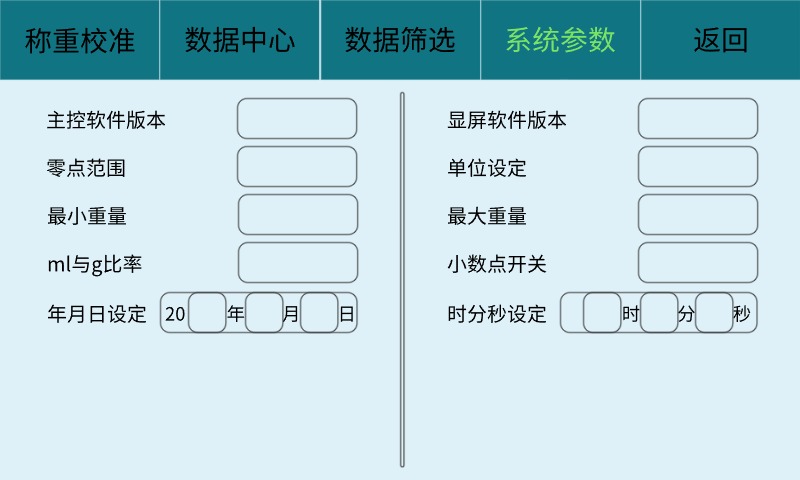 称重校准 数据中心 数据筛选 系统参数 返回
主控软件版本
零点范围
最小重量
ml与g比率
年月日设定 20 年 月 日
显屏软件版本
单位设定
最大重量
小数点开关
时分秒设定 时 分 秒